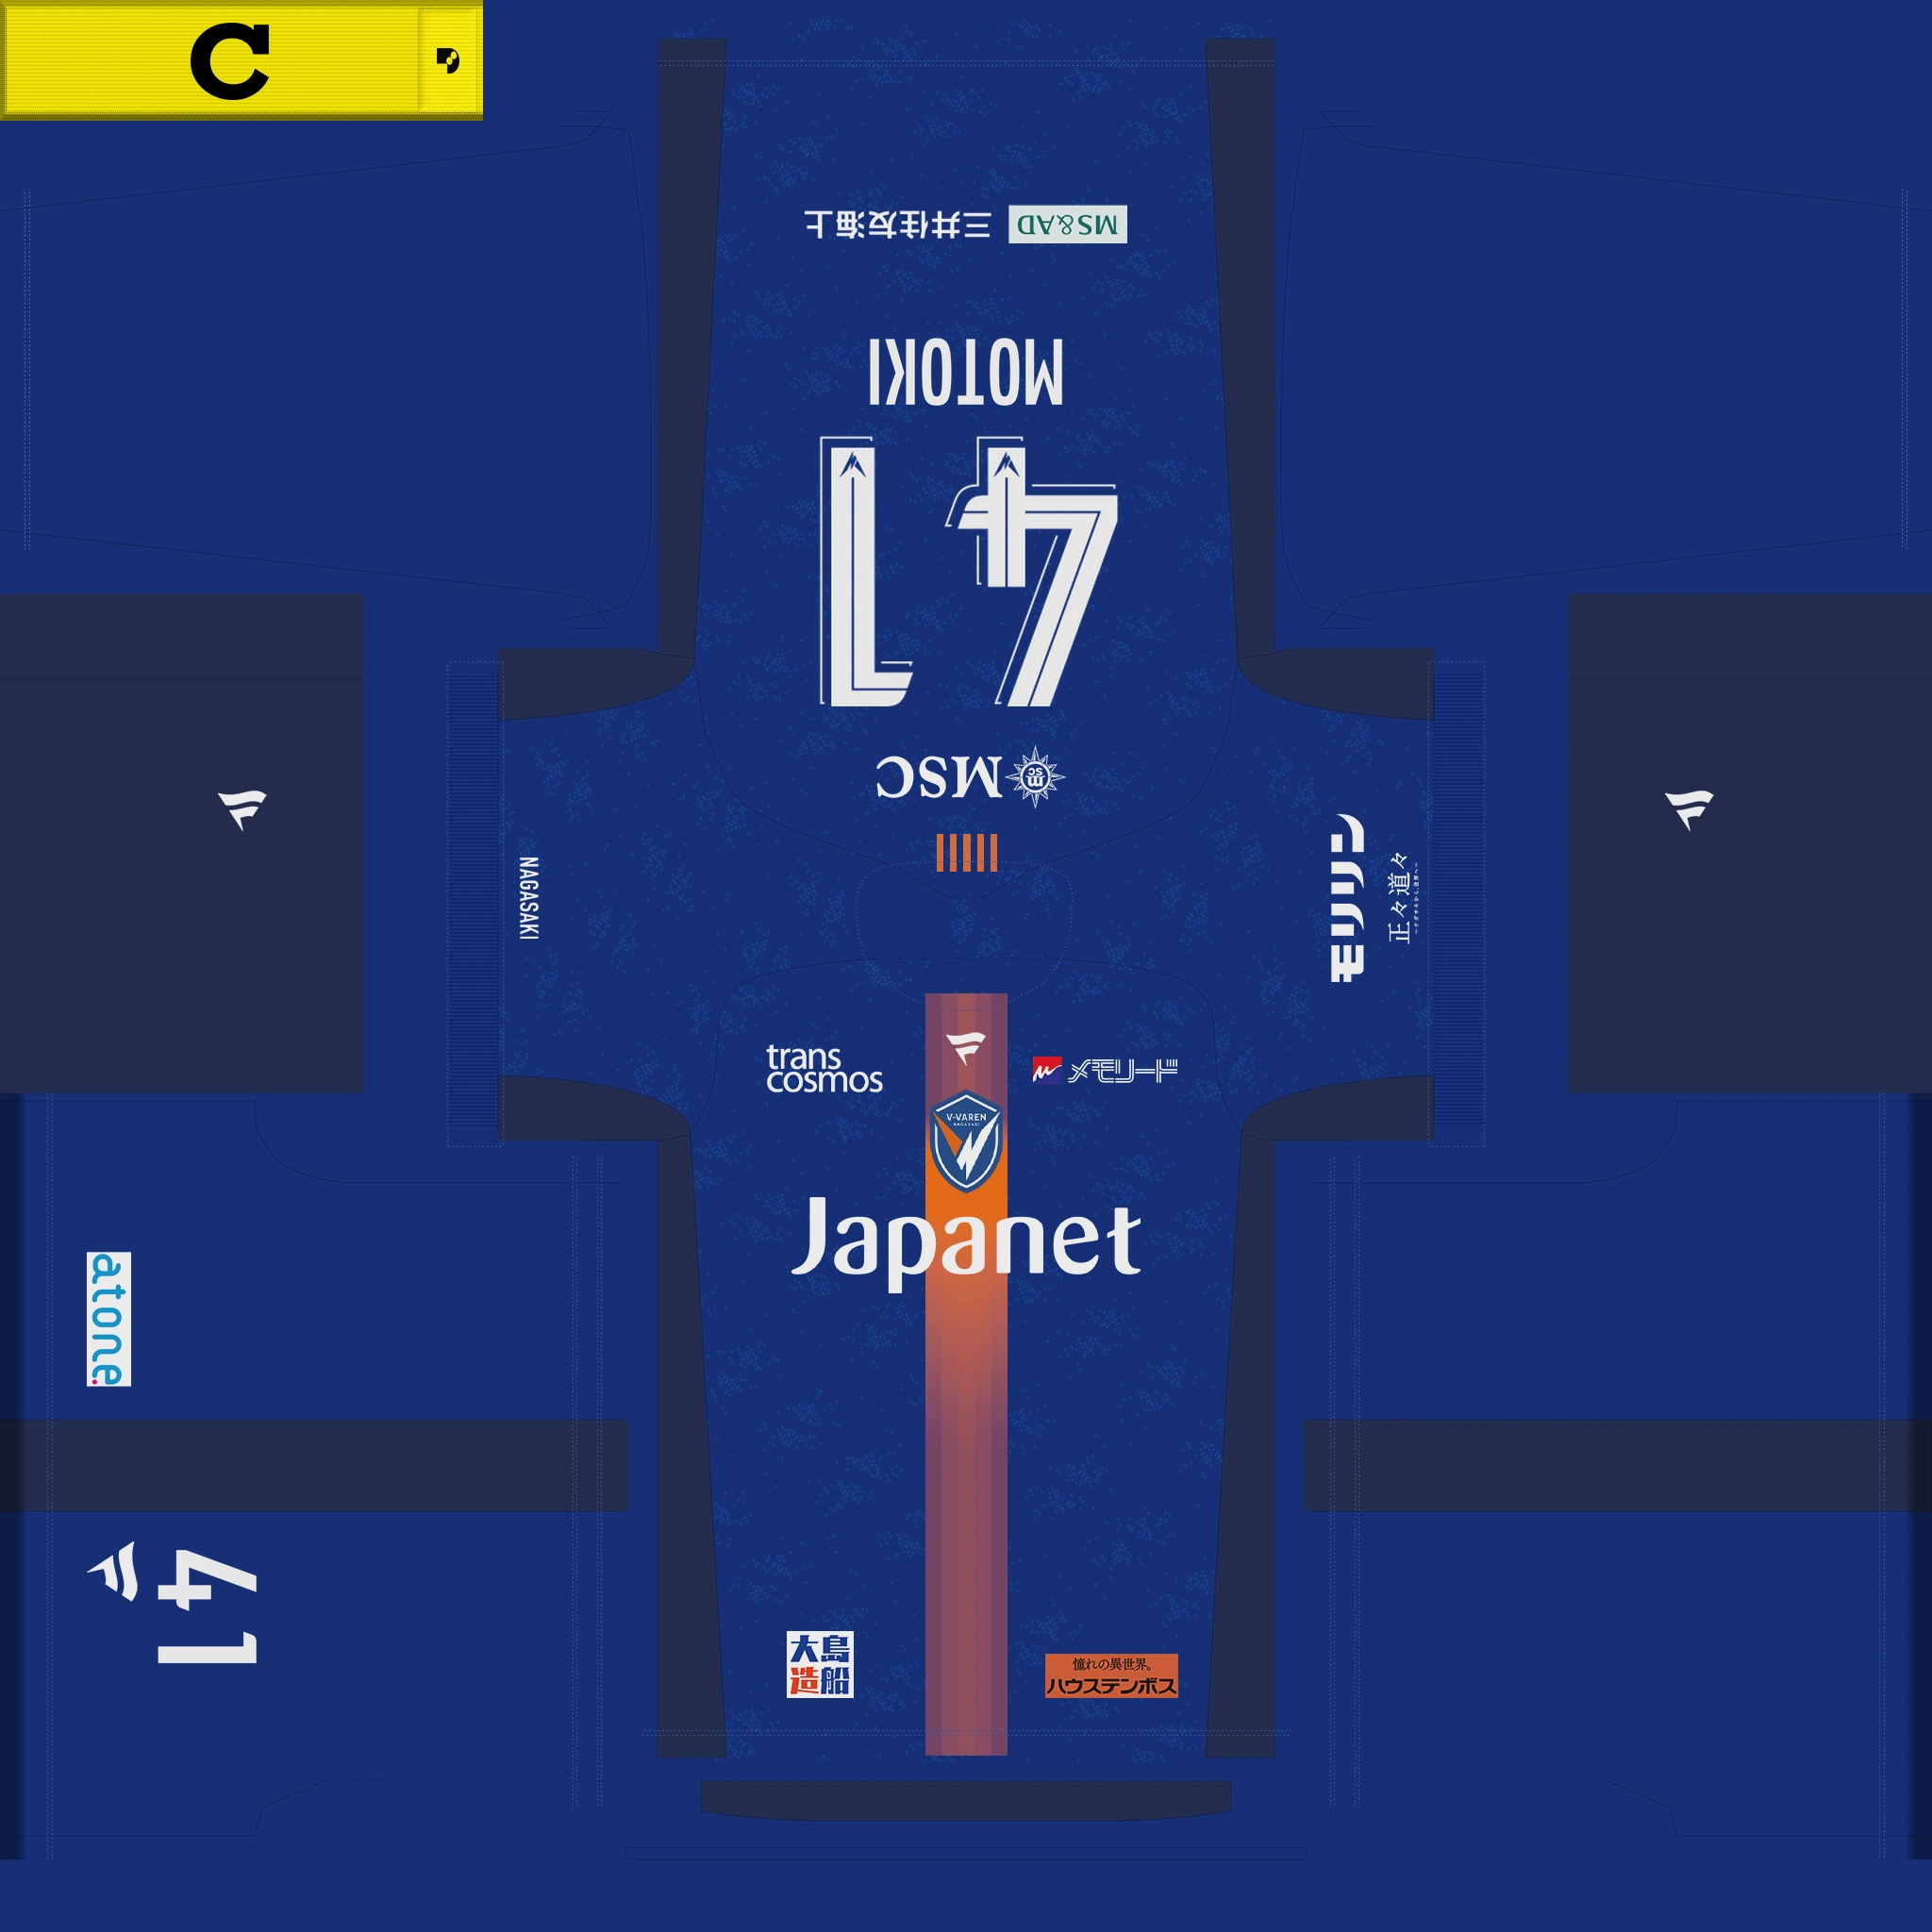 C
三井住友海上
MS&AD
MOTOKI
41
MSC
NAGASAKI
モリリン
正々道々
trans
cosmos
メモリード
V-VAREN
NAGASAKI
Japanet
atone
41
大島
造船
憧れの異世界。
ハウステンボス